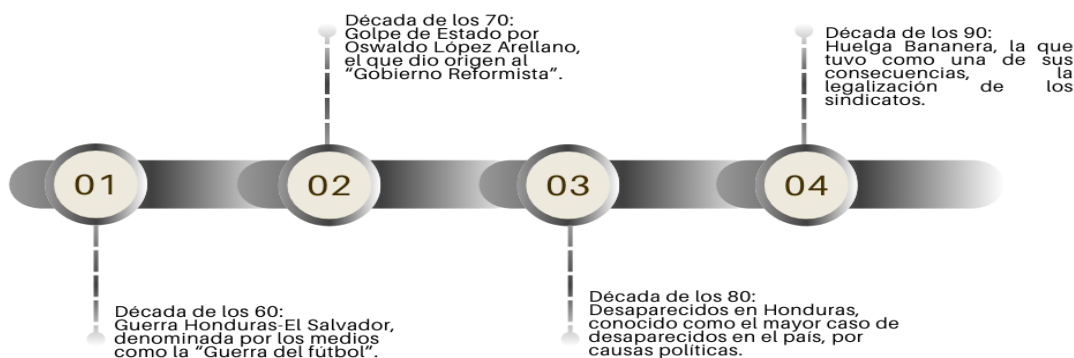 Década de los 70:
Golpe de Estado por
Oswaldo López Arellano,
el que dio origen al
“Gobierno Reformista”.
Década de los 90:
Huelga Bananera, la que
tuvo como una de sus
consecuencias, la
legalización de los
sindicatos.
01
02
03
04
Década de los 60:
Guerra Honduras-El Salvador,
denominada por los medios
como la “Guerra del fútbol”.
Década de los 80:
Desaparecidos en Honduras,
conocido como el mayor caso de
desaparecidos en el país, por
causas políticas.